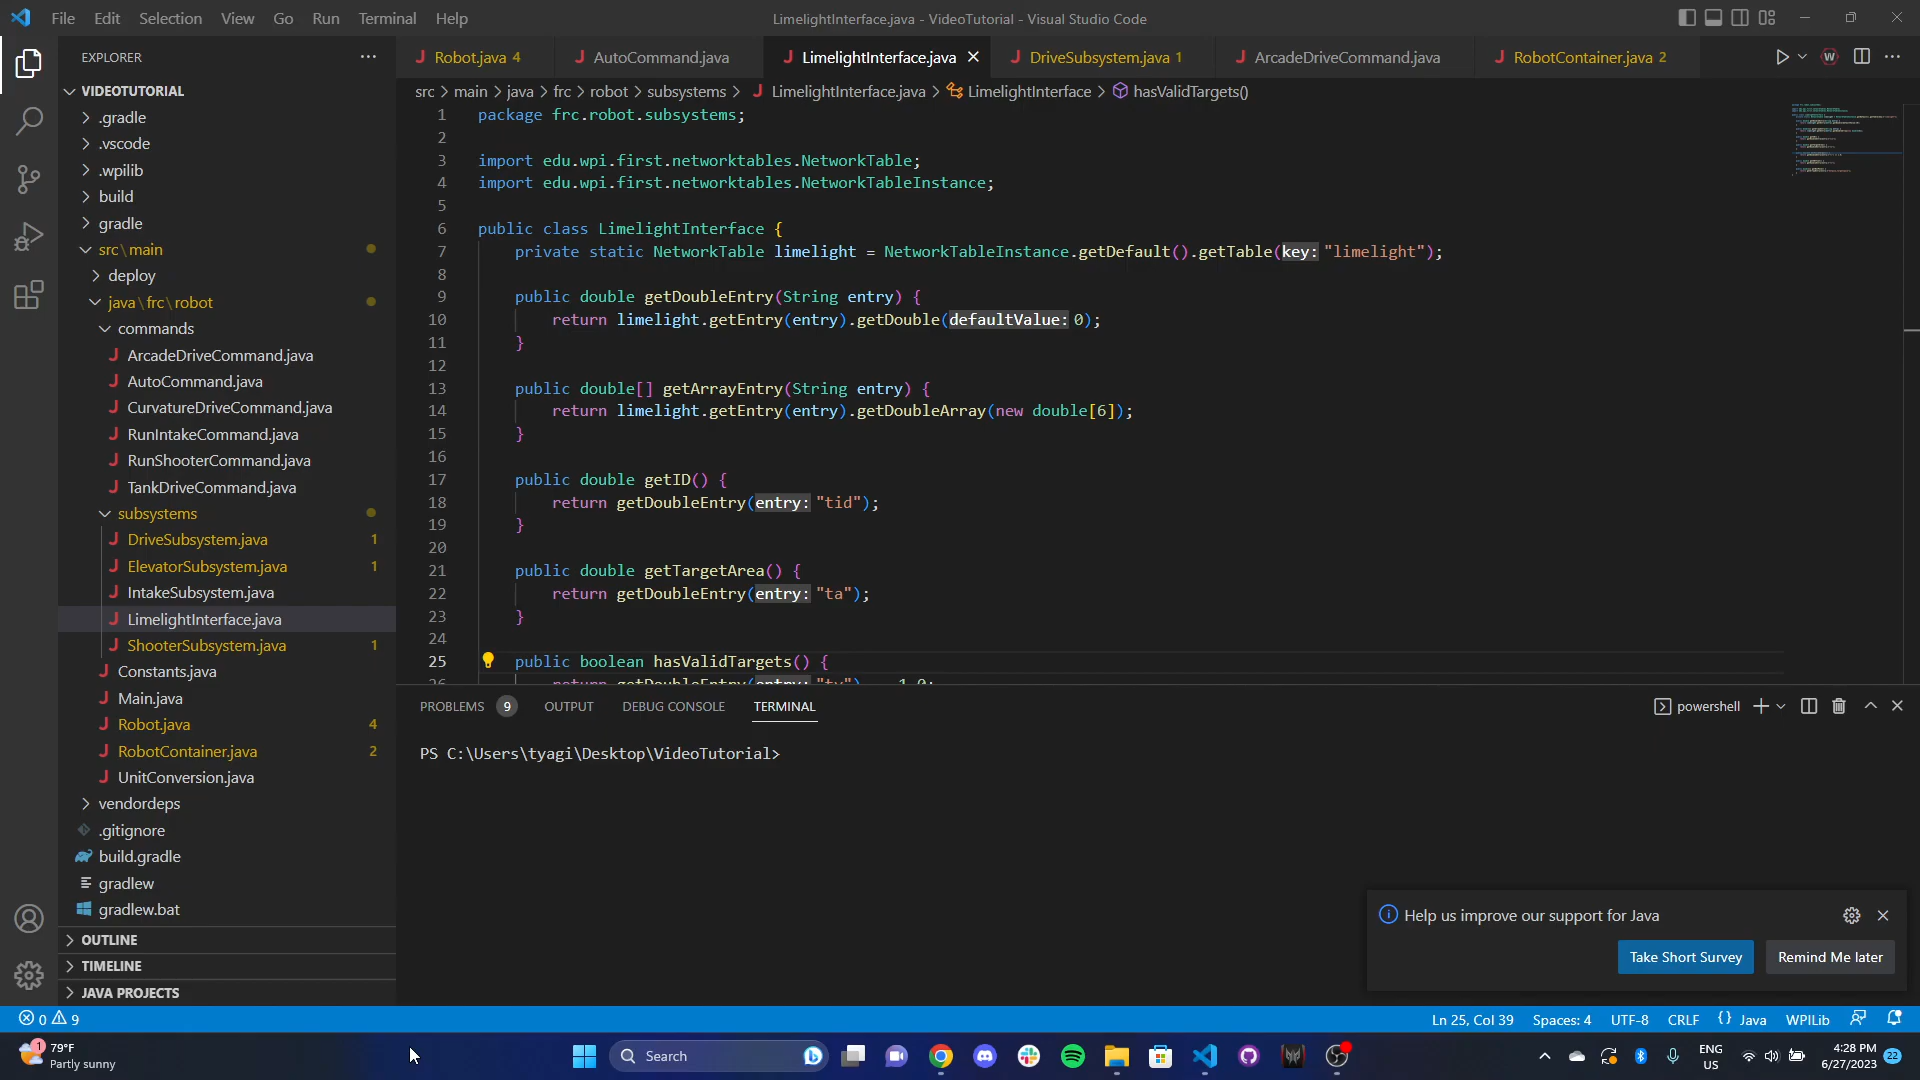 File Edit Selection View Go Run Terminal Help
LimelightInterface.java - VideoTutorial - Visual Studio Code
EXPLORER
VIDEOTUTORIAL
.gradle
.vscode
.wpilib
build
gradle
src\main
deploy
java\frc\robot
commands
ArcadeDriveCommand.java
AutoCommand.java
CurvatureDriveCommand.java
RunIntakeCommand.java
RunShooterCommand.java
TankDriveCommand.java
subsystems
DriveSubsystem.java 1
ElevatorSubsystem.java 1
IntakeSubsystem.java
LimelightInterface.java
ShooterSubsystem.java 1
Constants.java
Main.java
Robot.java 4
RobotContainer.java 2
UnitConversion.java
vendordeps
.gitignore
build.gradle
gradlew
gradlew.bat
OUTLINE
TIMELINE
JAVA PROJECTS
Robot.java 4 AutoCommand.java LimelightInterface.java DriveSubsystem.java 1 ArcadeDriveCommand.java RobotContainer.java 2
src > main > java > frc > robot > subsystems > LimelightInterface.java > LimelightInterface > hasValidTargets()
1 package frc.robot.subsystems;
2
3 import edu.wpi.first.networktables.NetworkTable;
4 import edu.wpi.first.networktables.NetworkTableInstance;
5
6 public class LimelightInterface {
7 private static NetworkTable limelight = NetworkTableInstance.getDefault().getTable(key: "limelight");
8
9 public double getDoubleEntry(String entry) {
10 return limelight.getEntry(entry).getDouble(defaultValue: 0);
11 }
12
13 public double[] getArrayEntry(String entry) {
14 return limelight.getEntry(entry).getDoubleArray(new double[6]);
15 }
16
17 public double getID() {
18 return getDoubleEntry(entry: "tid");
19 }
20
21 public double getTargetArea() {
22 return getDoubleEntry(entry: "ta");
23 }
24
25 public boolean hasValidTargets() {
26 return getDoubleEntry(entry: "tv")
PROBLEMS 9 OUTPUT DEBUG CONSOLE TERMINAL
powershell
PS C:\Users\tyagi\Desktop\VideoTutorial>
Help us improve our support for Java
Take Short Survey Remind Me later
0 9
Ln 25, Col 39 Spaces: 4 UTF-8 CRLF {} Java WPILib
1
79°F
Partly sunny
Search
ENG
US
4:28 PM
6/27/2023
22